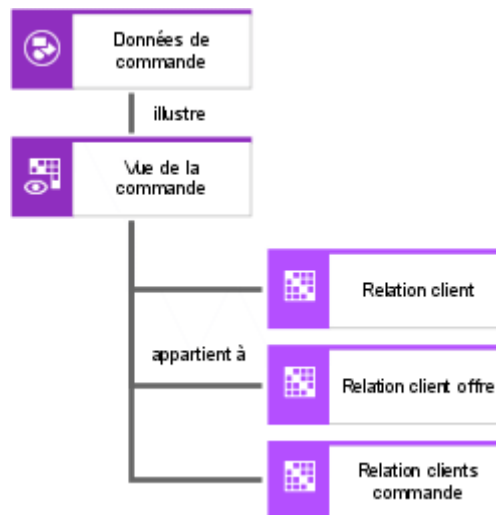 Données de
commande
illustre
Vue de la
commande
Relation client
appartient à
Relation client offre
Relation clients
commande